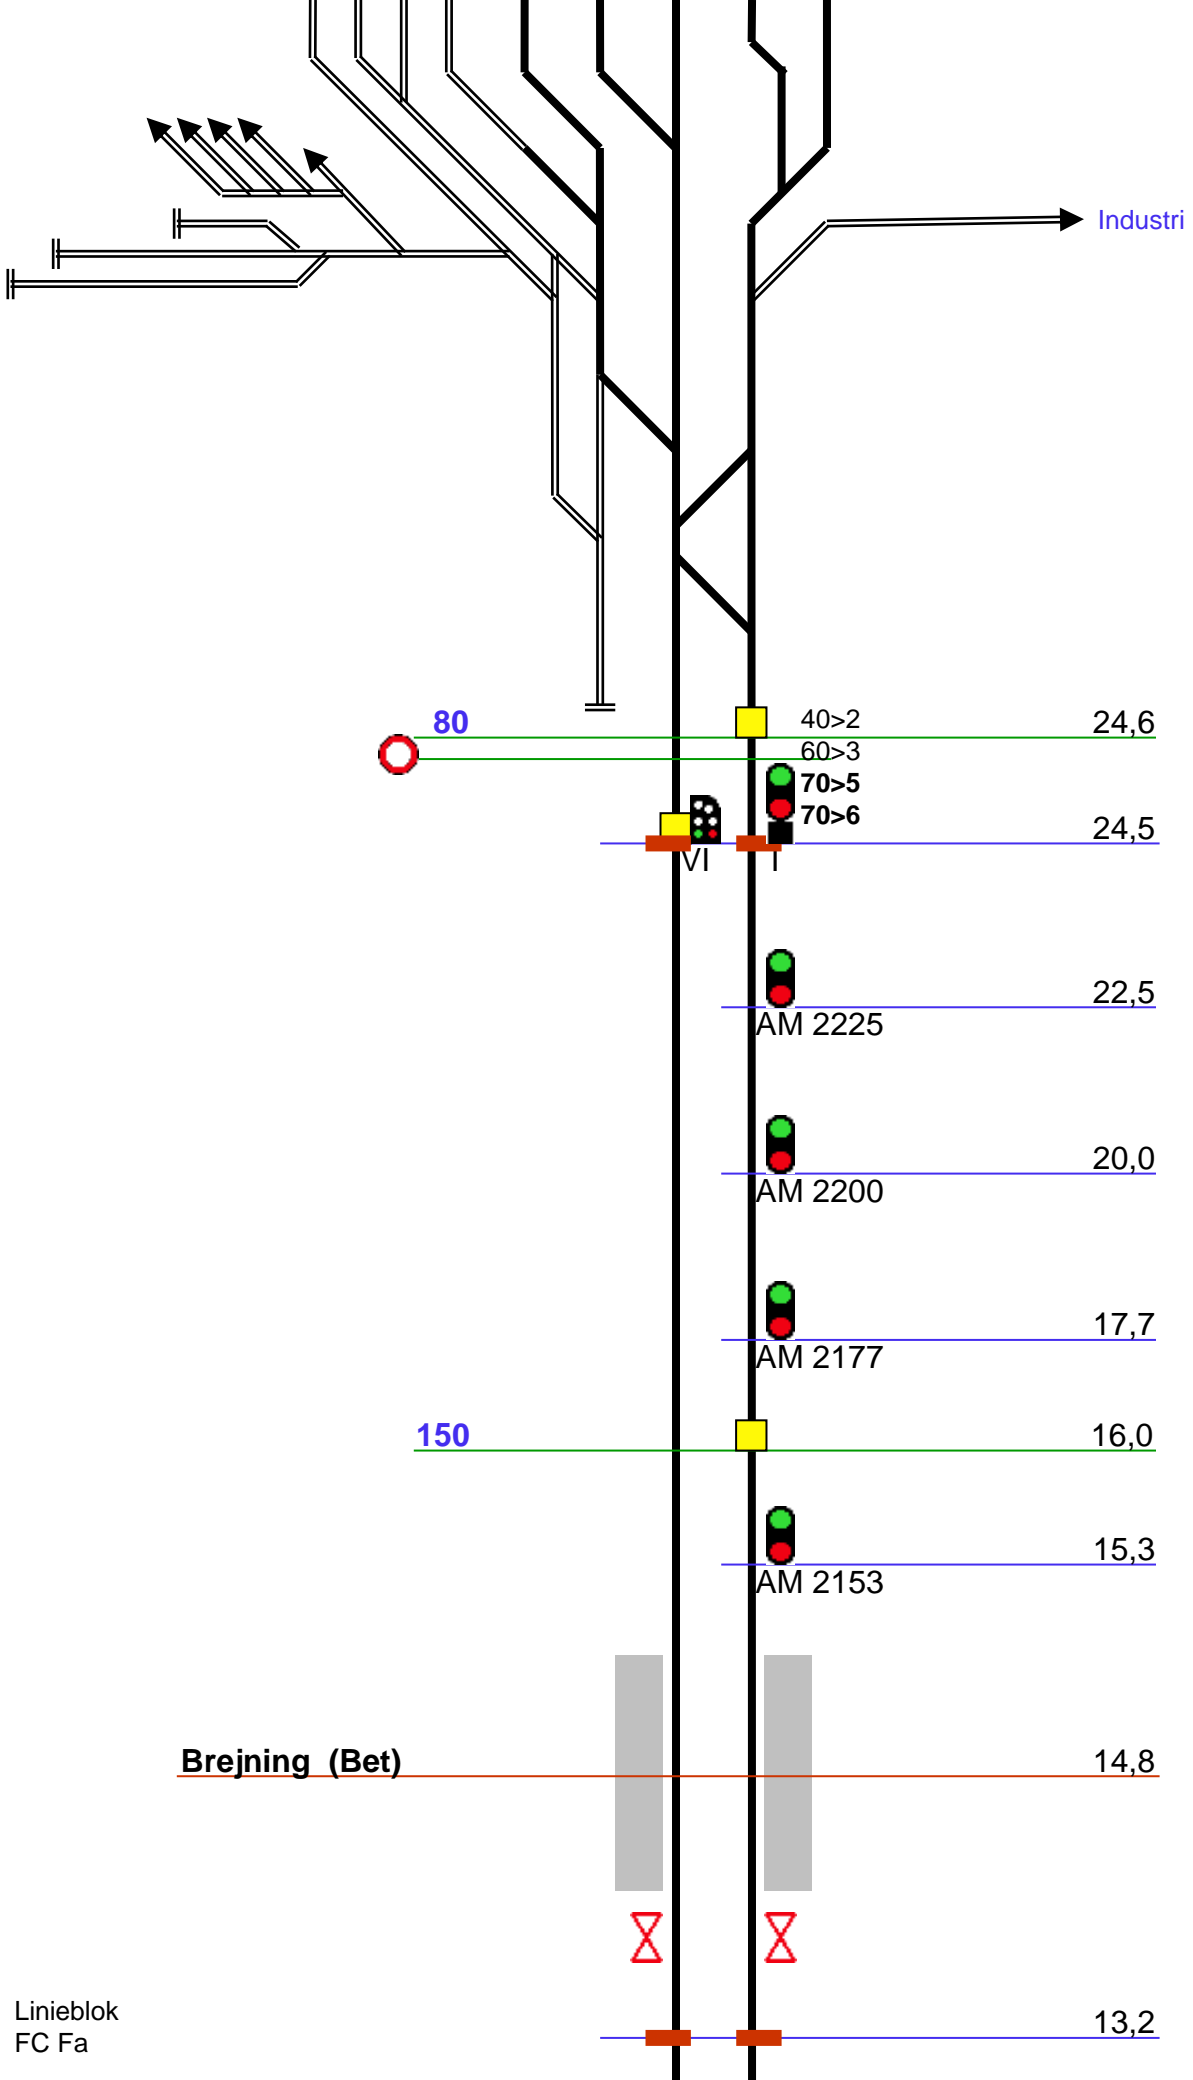 Industri
80
40>2
24,6
60>3
70>5
70>6
24,5
VI
I
22,5
AM 2225
20,0
AM 2200
17,7
AM 2177
150
16,0
15,3
AM 2153
Brejning (Bet)
14,8
Linieblok
FC Fa
13,2